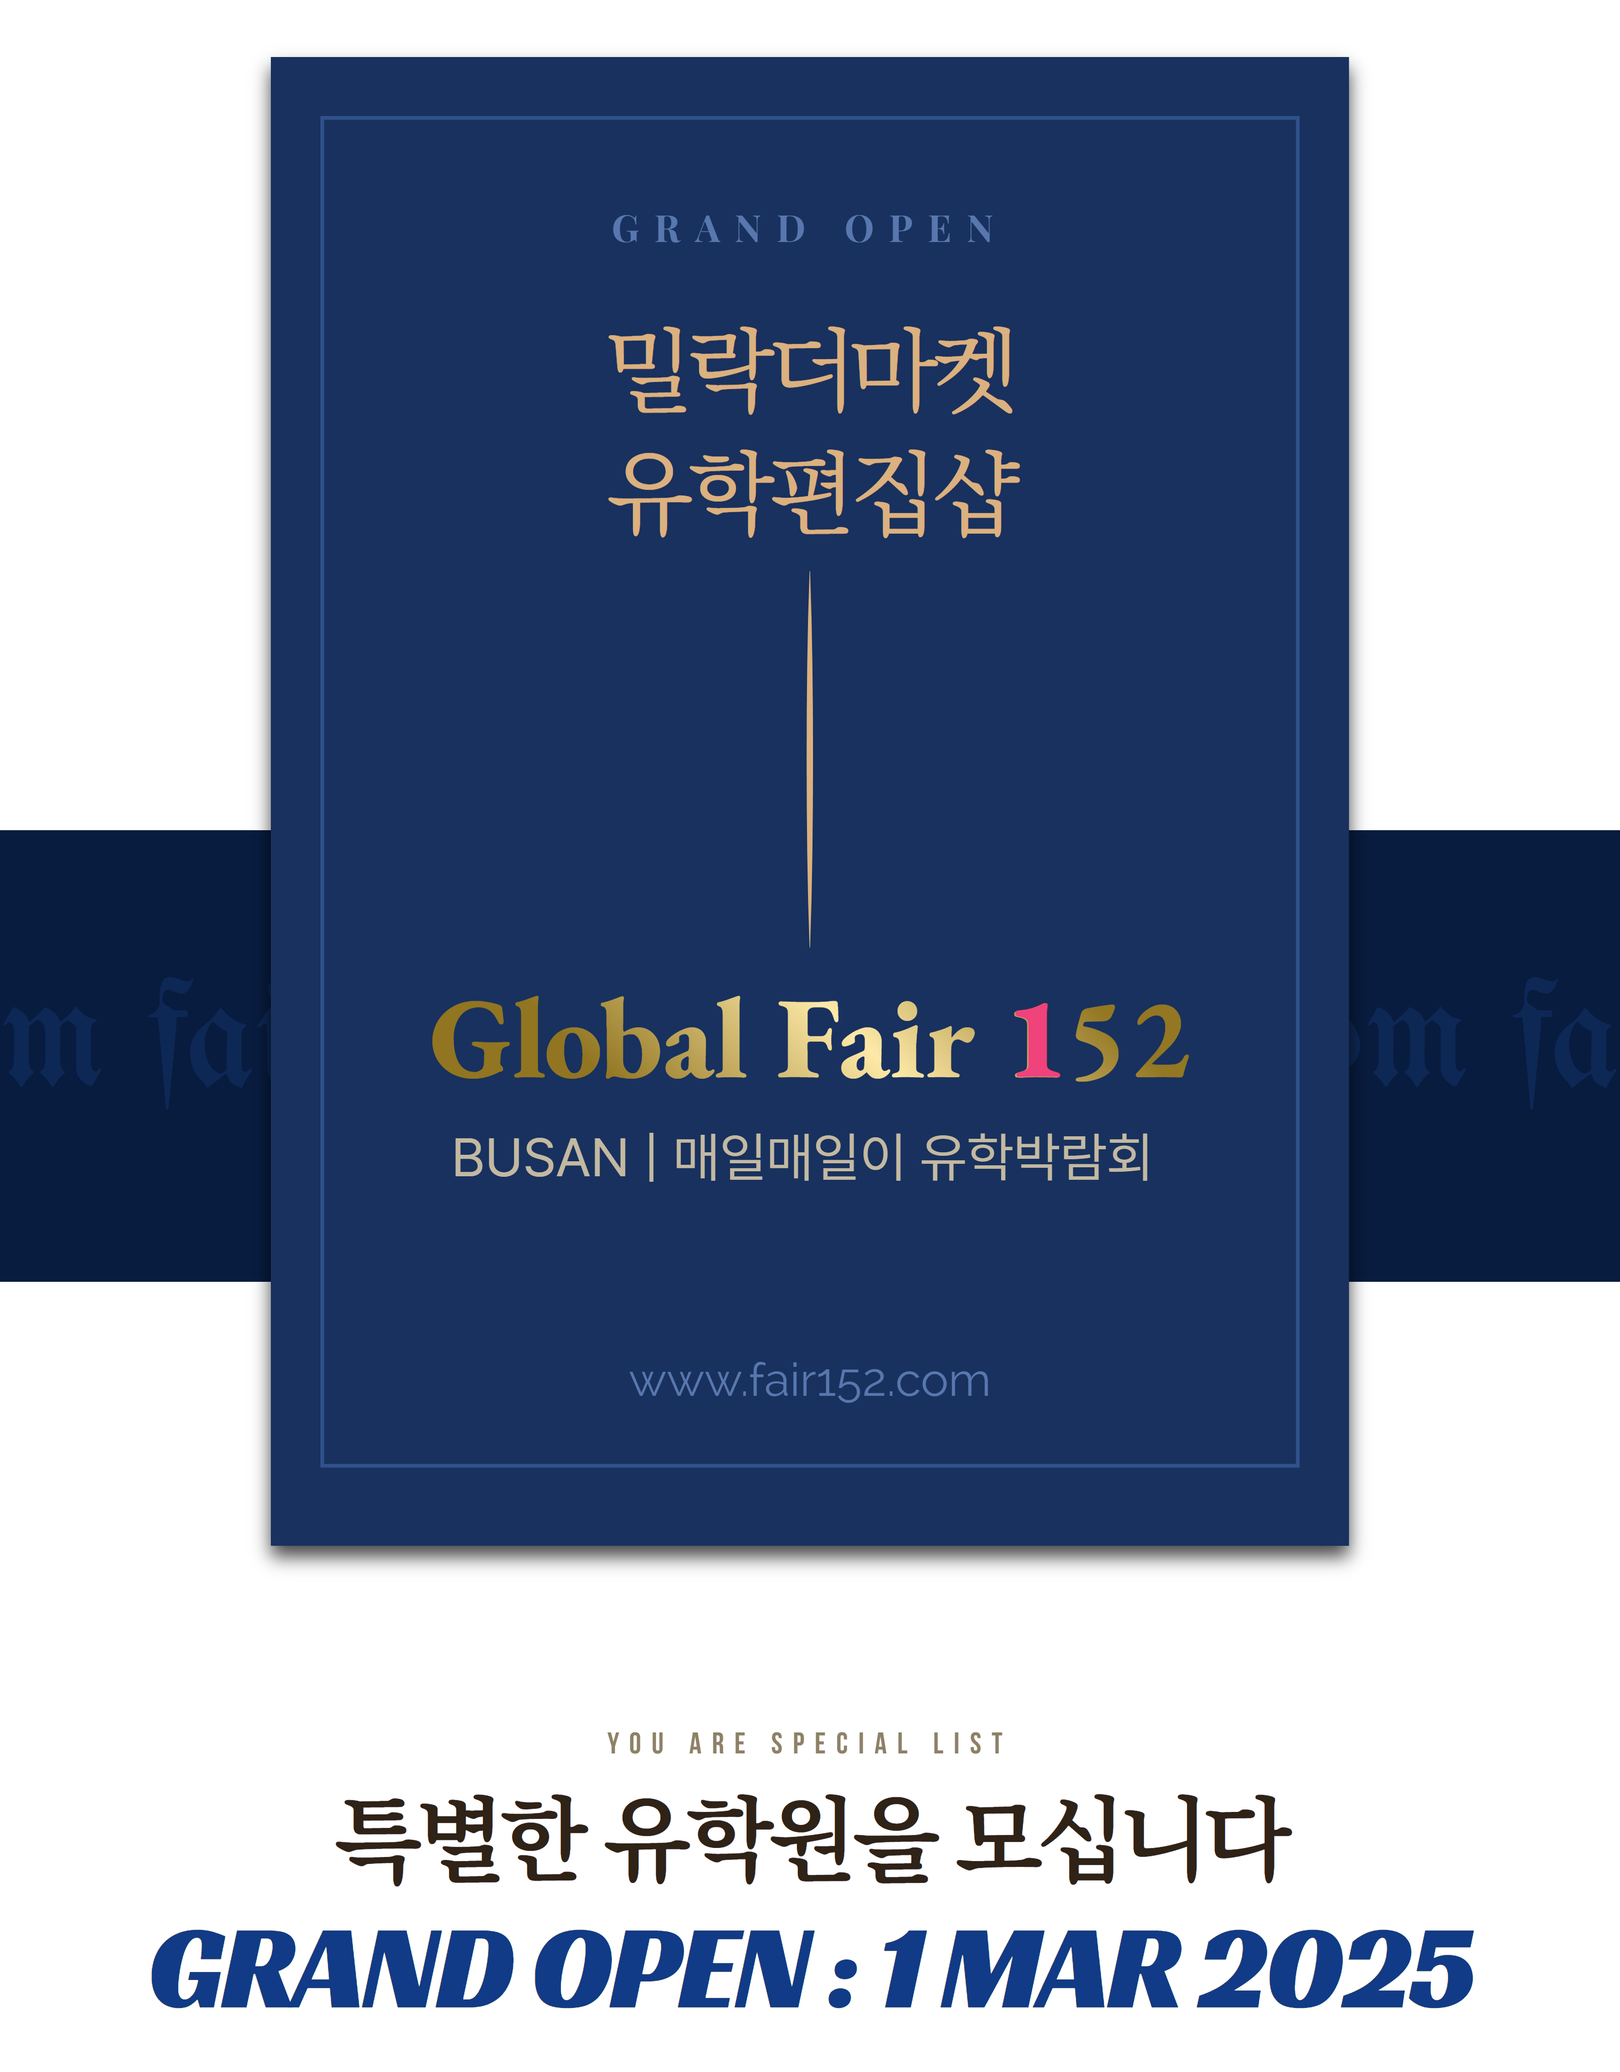 GRAND OPEN
밀락더마켓
유학편집샵
Global Fair 152
BUSAN | 매일매일이 유학박람회
www.fair152.com
YOU ARE SPECIAL LIST
특별한 유학원을 모십니다
GRAND OPEN : 1 MAR 2025